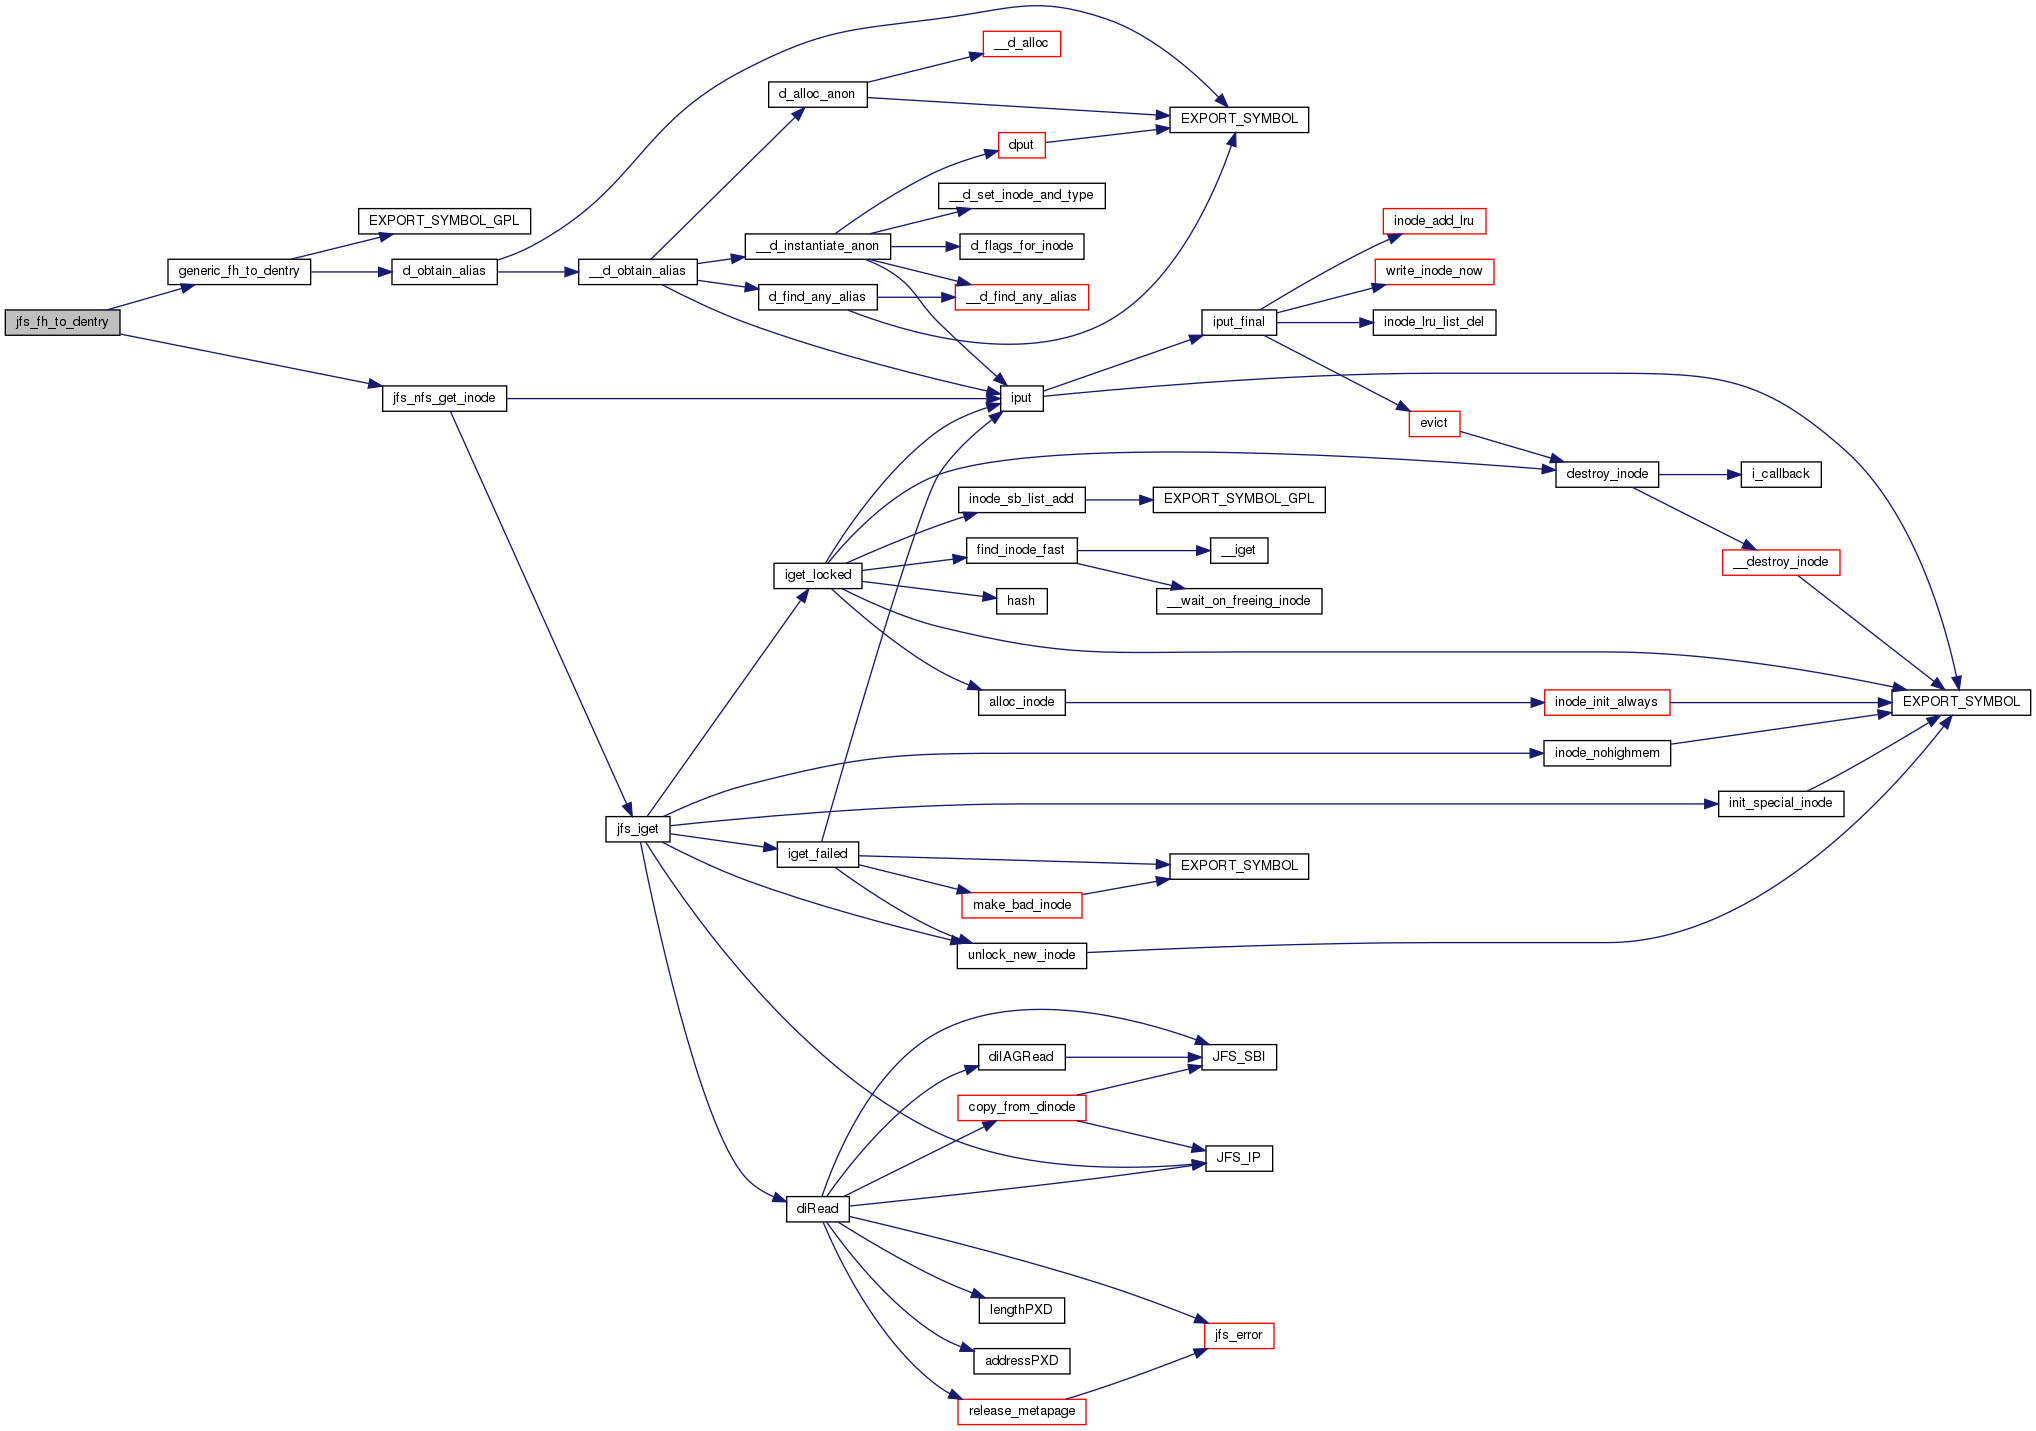 __d_alloc
d_alloc_anon
EXPORT_SYMBOL
dput
__d_set_inode_and_type
EXPORT_SYMBOL_GPL
inode_add_lru
__d_instantiate_anon
d_flags_for_inode
generic_fh_to_dentry
d_obtain_alias
__d_obtain_alias
write_inode_now
d_find_any_alias
__d_find_any_alias
jfs_fh_to_dentry
iput_final
inode_lru_list_del
jfs_nfs_get_inode
iput
evict
destroy_inode
i_callback
inode_sb_list_add
EXPORT_SYMBOL_GPL
find_inode_fast
__iget
__destroy_inode
iget_locked
hash
__wait_on_freeing_inode
alloc_inode
inode_init_always
EXPORT_SYMBOL
inode_nohighmem
init_special_inode
jfs_iget
iget_failed
EXPORT_SYMBOL
make_bad_inode
unlock_new_inode
diIAGRead
JFS_SBI
copy_from_dinode
JFS_IP
diRead
lengthPXD
jfs_error
addressPXD
release_metapage